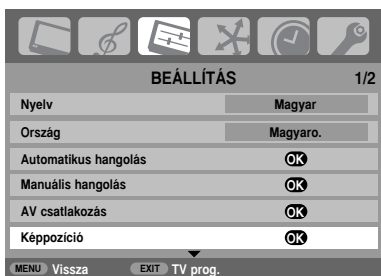 BEÁLLÍTÁS 1/2
Nyelv Magyar
Ország Magyaro.
Automatikus hangolás OK
Manuális hangolás OK
AV csatlakozás OK
Képpozíció OK
MENU Vissza EXIT TV prog.